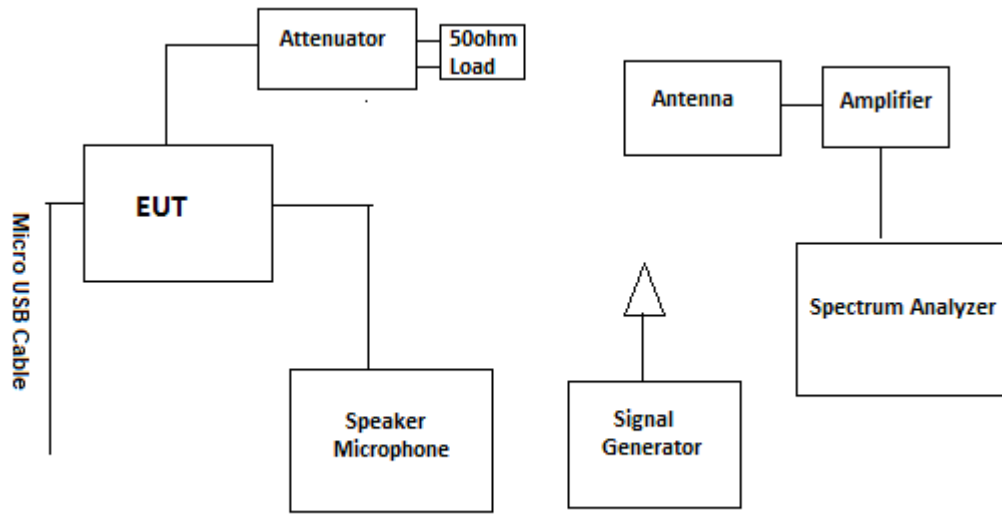 Attenuator
50ohm
Load
Antenna
Amplifier
EUT
Micro USB Cable
Spectrum Analyzer
Speaker
Microphone
Signal
Generator